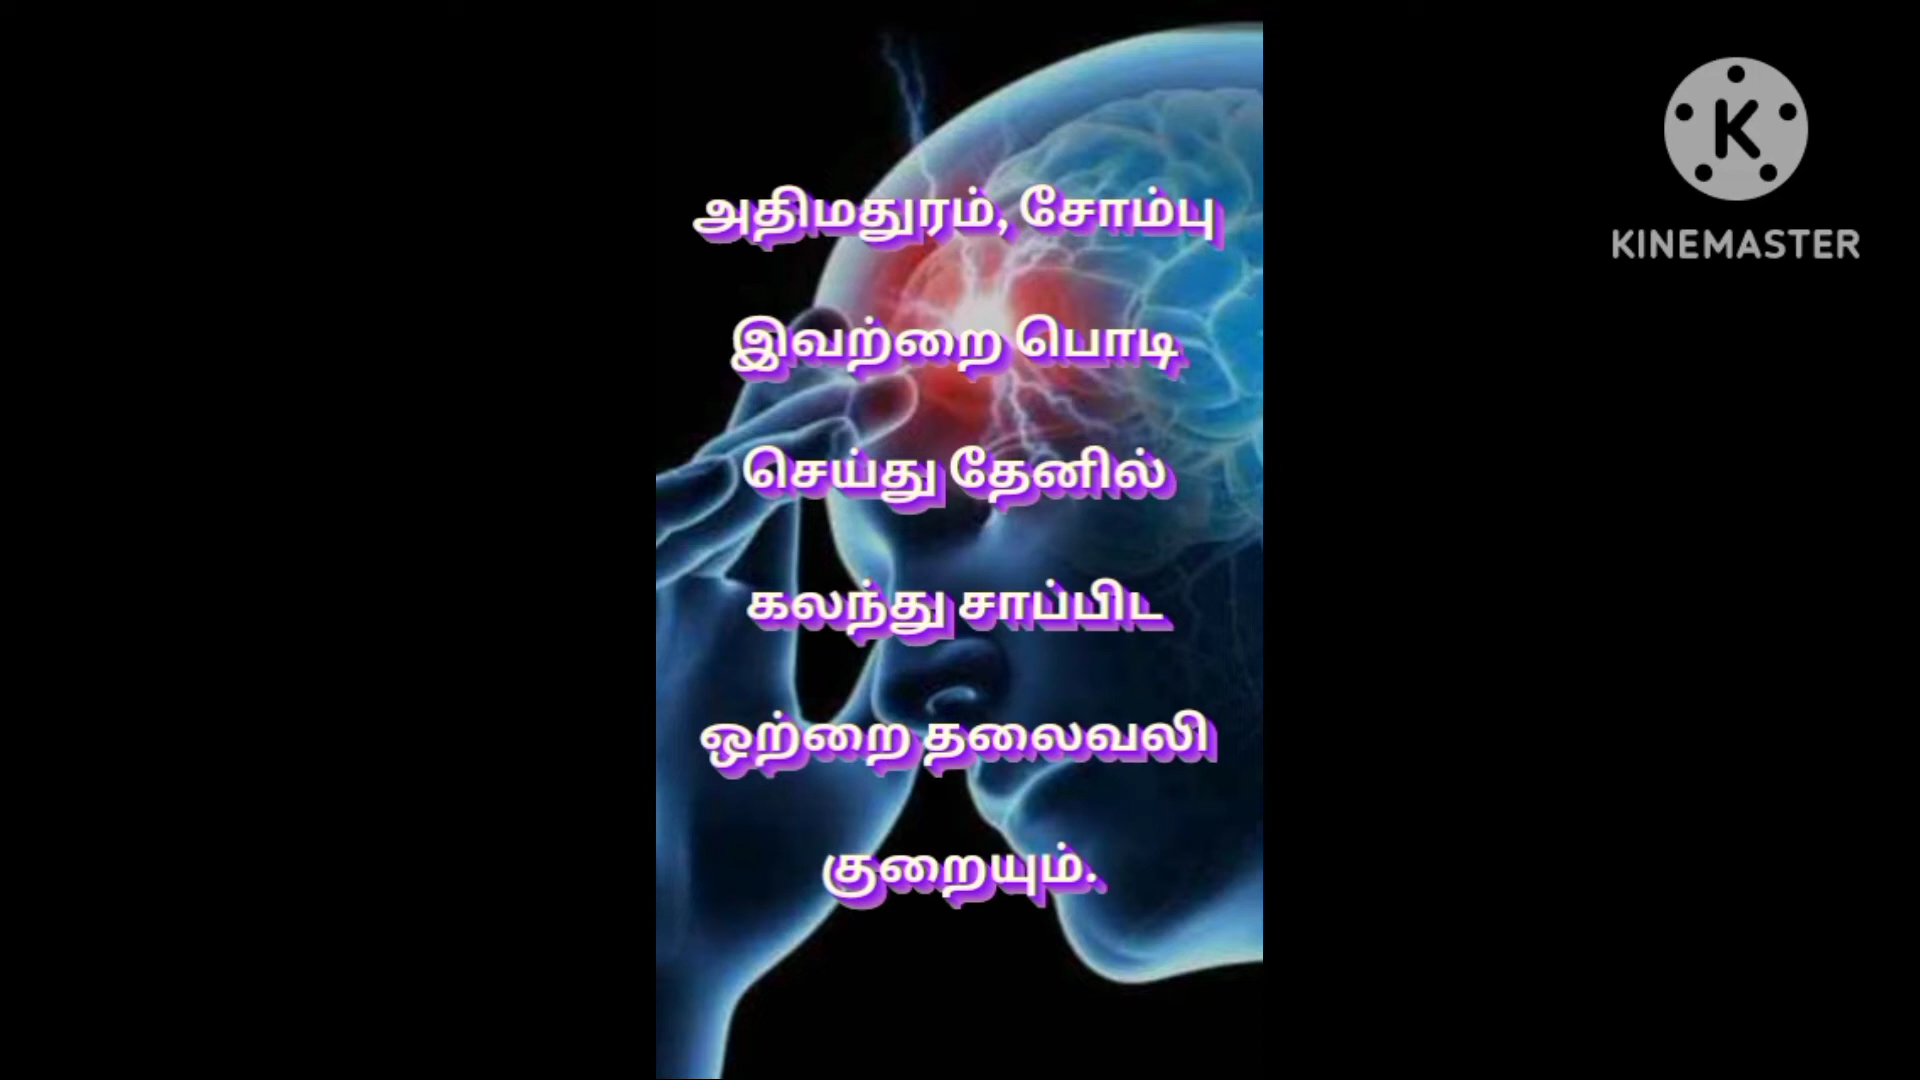 அதிமதுரம், சோம்பு
இவற்றை பொடி
செய்து தேனில்
கலந்து சாப்பிட
ஒற்றை தலைவலி
குறையும்.
K
KINEMASTER